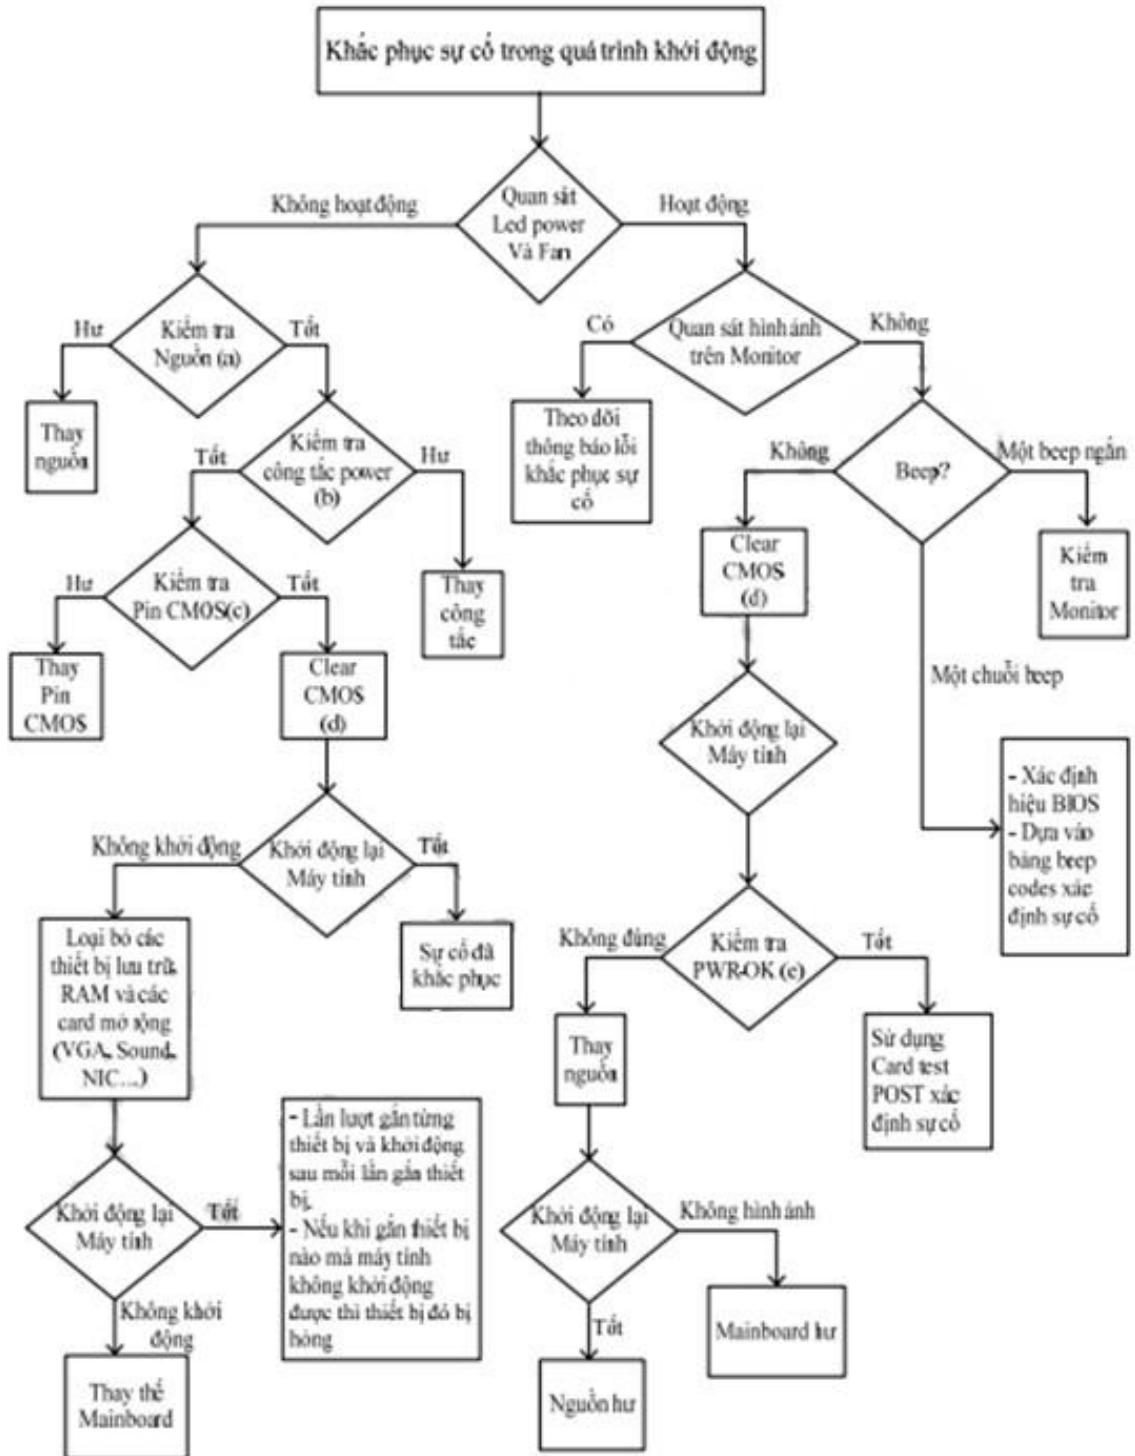 Khắc phục sự cố trong quá trình khởi động
Quan sát
Led power
Và Fan
Không hoạt động
Hoạt động
Kiểm tra
Nguồn (a)
Hư
Tốt
Quan sát hình ảnh
trên Monitor
Có
Không
Thay
nguồn
Kiểm tra
công tắc power
(b)
Tốt
Hư
Theo dõi
thông báo lỗi
khắc phục sự
cố
Beep?
Không
Một beep ngắn
Kiểm tra
Pin CMOS(c)
Hư
Tốt
Thay
công
tắc
Clear
CMOS
(d)
Kiểm
tra
Monitor
Thay
Pin
CMOS
Clear
CMOS
(d)
Một chuỗi beep
Khởi động lại
Máy tính
- Xác định
hiệu BIOS
- Dựa vào
bảng beep
codes xác
định sự cố
Khởi động lại
Máy tính
Không khởi động
Tốt
Loại bỏ các
thiết bị lưu trữ,
RAM và các
card mở rộng
(VGA, Sound,
NIC...)
Sự cố đã
khắc phục
Kiểm tra
PWR-OK (e)
Không đúng
Tốt
Thay
nguồn
Sử dụng
Card test
POST xác
định sự cố
Khởi động lại
Máy tính
Tốt
Không khởi
động
- Lần lượt gắn từng
thiết bị và khởi động
sau mỗi lần gắn thiết
bị.
- Nếu khi gắn thiết bị
nào mà máy tính
không khởi động
được thì thiết bị đó bị
hỏng
Khởi động lại
Máy tính
Không hình ảnh
Tốt
Thay thế
Mainboard
Nguồn hư
Mainboard hư